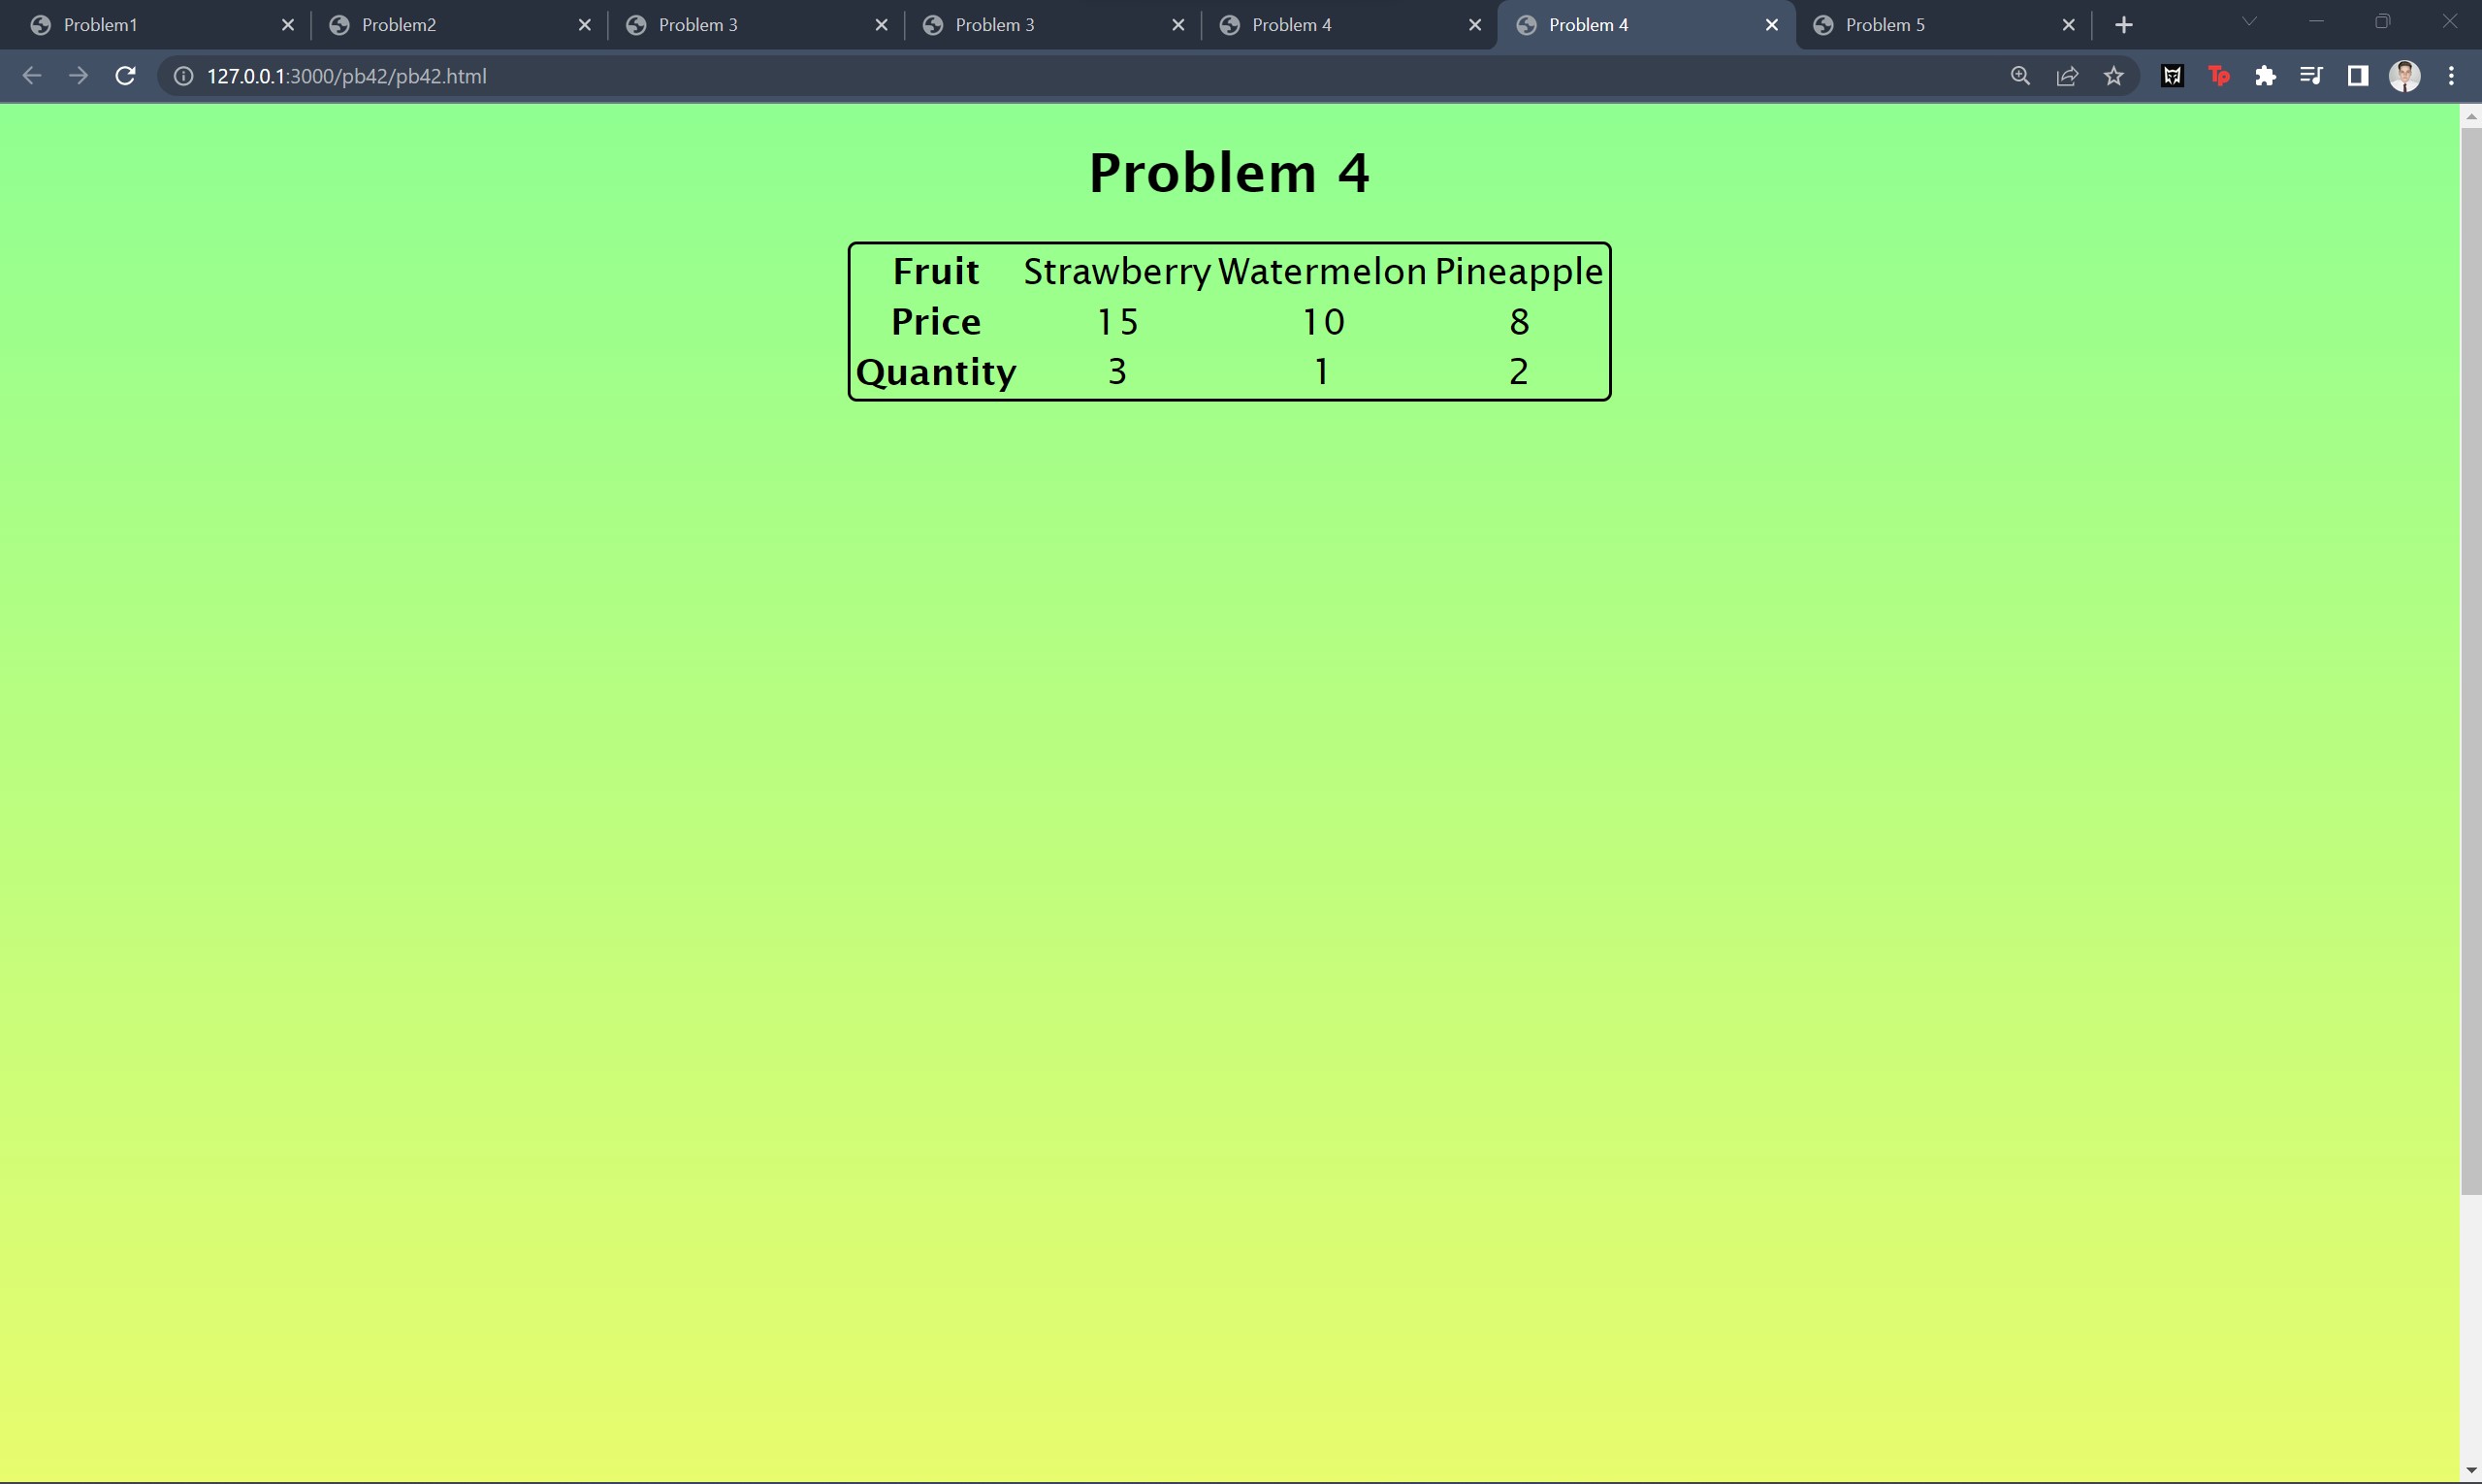 Problem1 Problem2 Problem 3 Problem 3 Problem 4 Problem 4 Problem 5
127.0.0.1:3000/pb42/pb42.html Tp
Problem 4
Fruit Strawberry Watermelon Pineapple
Price 15 10 8
Quantity 3 1 2